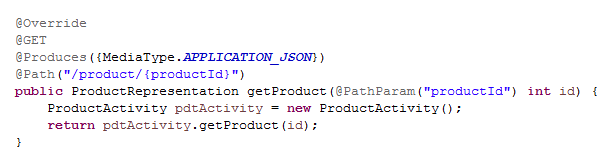 @Override
@GET
@Produces({MediaType.APPLICATION_JSON})
@Path("/product/{productId}")
public ProductRepresentation getProduct(@PathParam("productId") int id) {
    ProductActivity pdtActivity = new ProductActivity();
    return pdtActivity.getProduct(id);
}